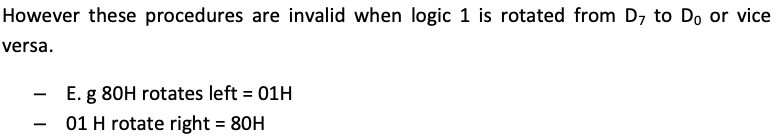 However these procedures are invalid when logic 1 is rotated from D₇ to D₀ or vice
versa.
– E. g 80H rotates left = 01H
– 01 H rotate right = 80H